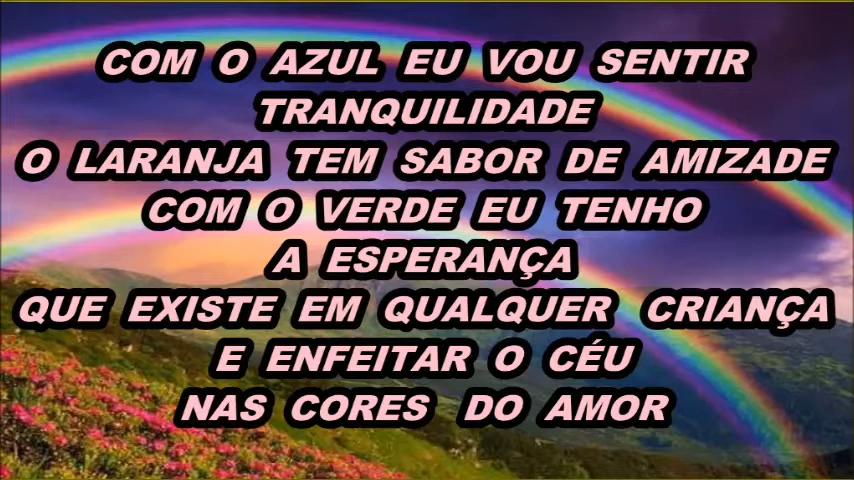 COM O AZUL EU VOU SENTIR
TRANQUILIDADE
O LARANJA TEM SABOR DE AMIZADE
COM O VERDE EU TENHO
A ESPERANÇA
QUE EXISTE EM QUALQUER CRIANÇA
E ENFEITAR O CÉU
NAS CORES DO AMOR